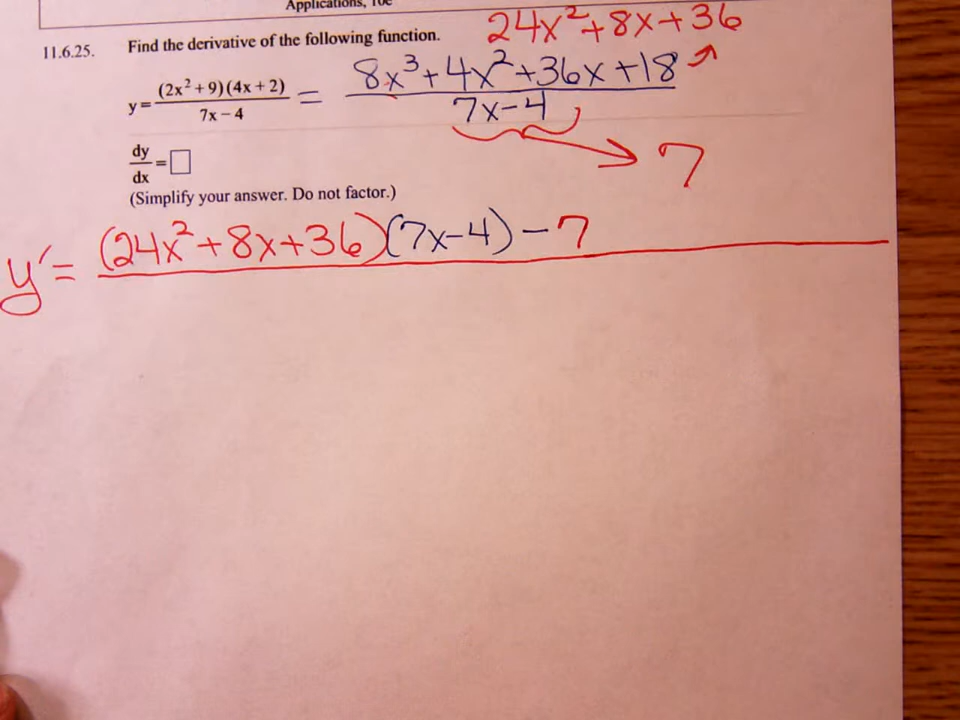 Applications, 10e
24x² + 8x + 36
11.6.25. Find the derivative of the following function.
y = (2x² + 9)(4x + 2) / 7x − 4 = 8x³ + 4x² + 36x + 18 / 7x − 4
7
dy/dx = □
(Simplify your answer. Do not factor.)
y′ = (24x² + 8x + 36)(7x − 4) − 7